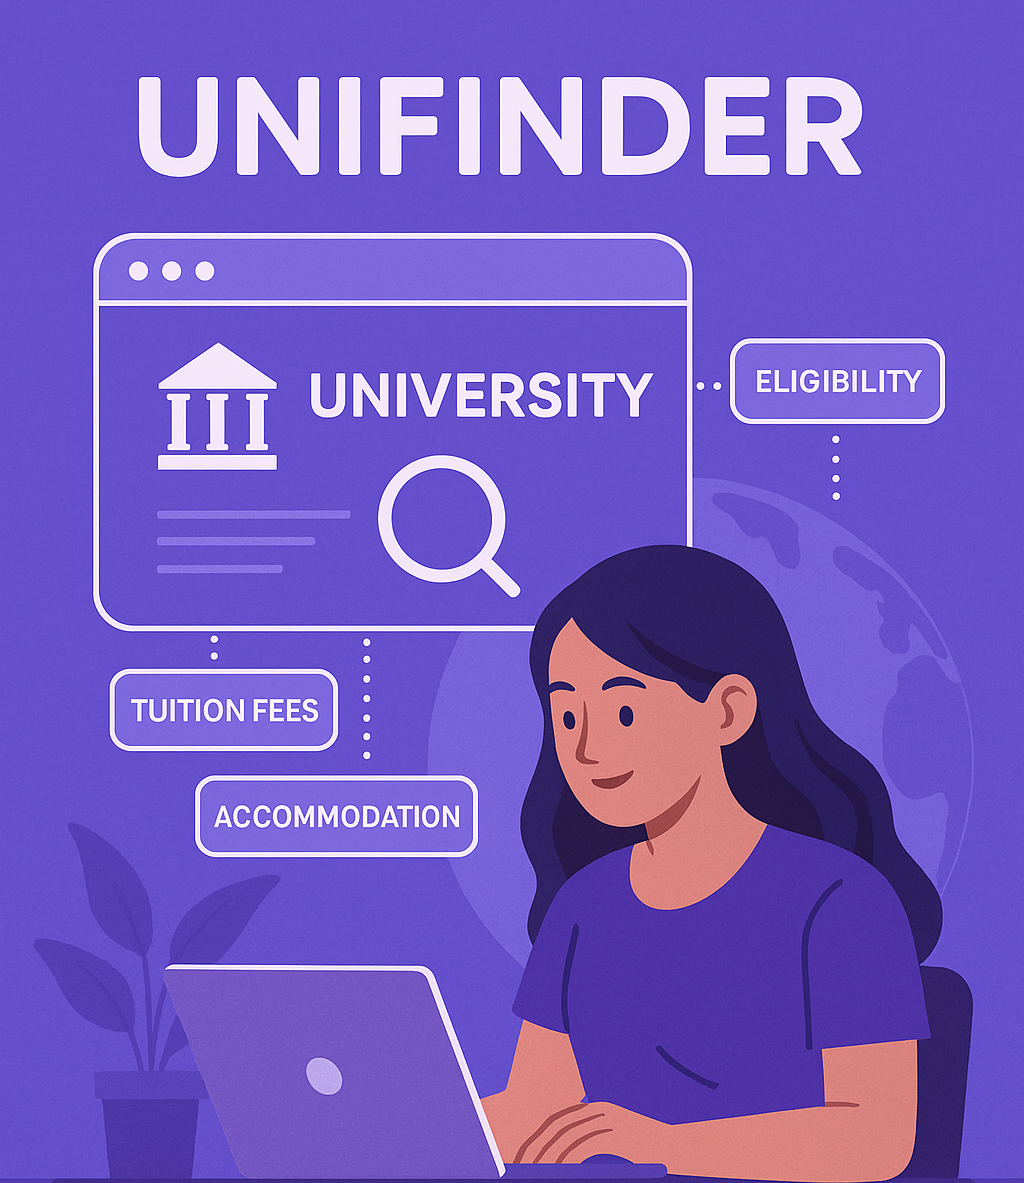 UNIFINDER
UNIVERSITY
ELIGIBILITY
TUITION FEES
ACCOMMODATION